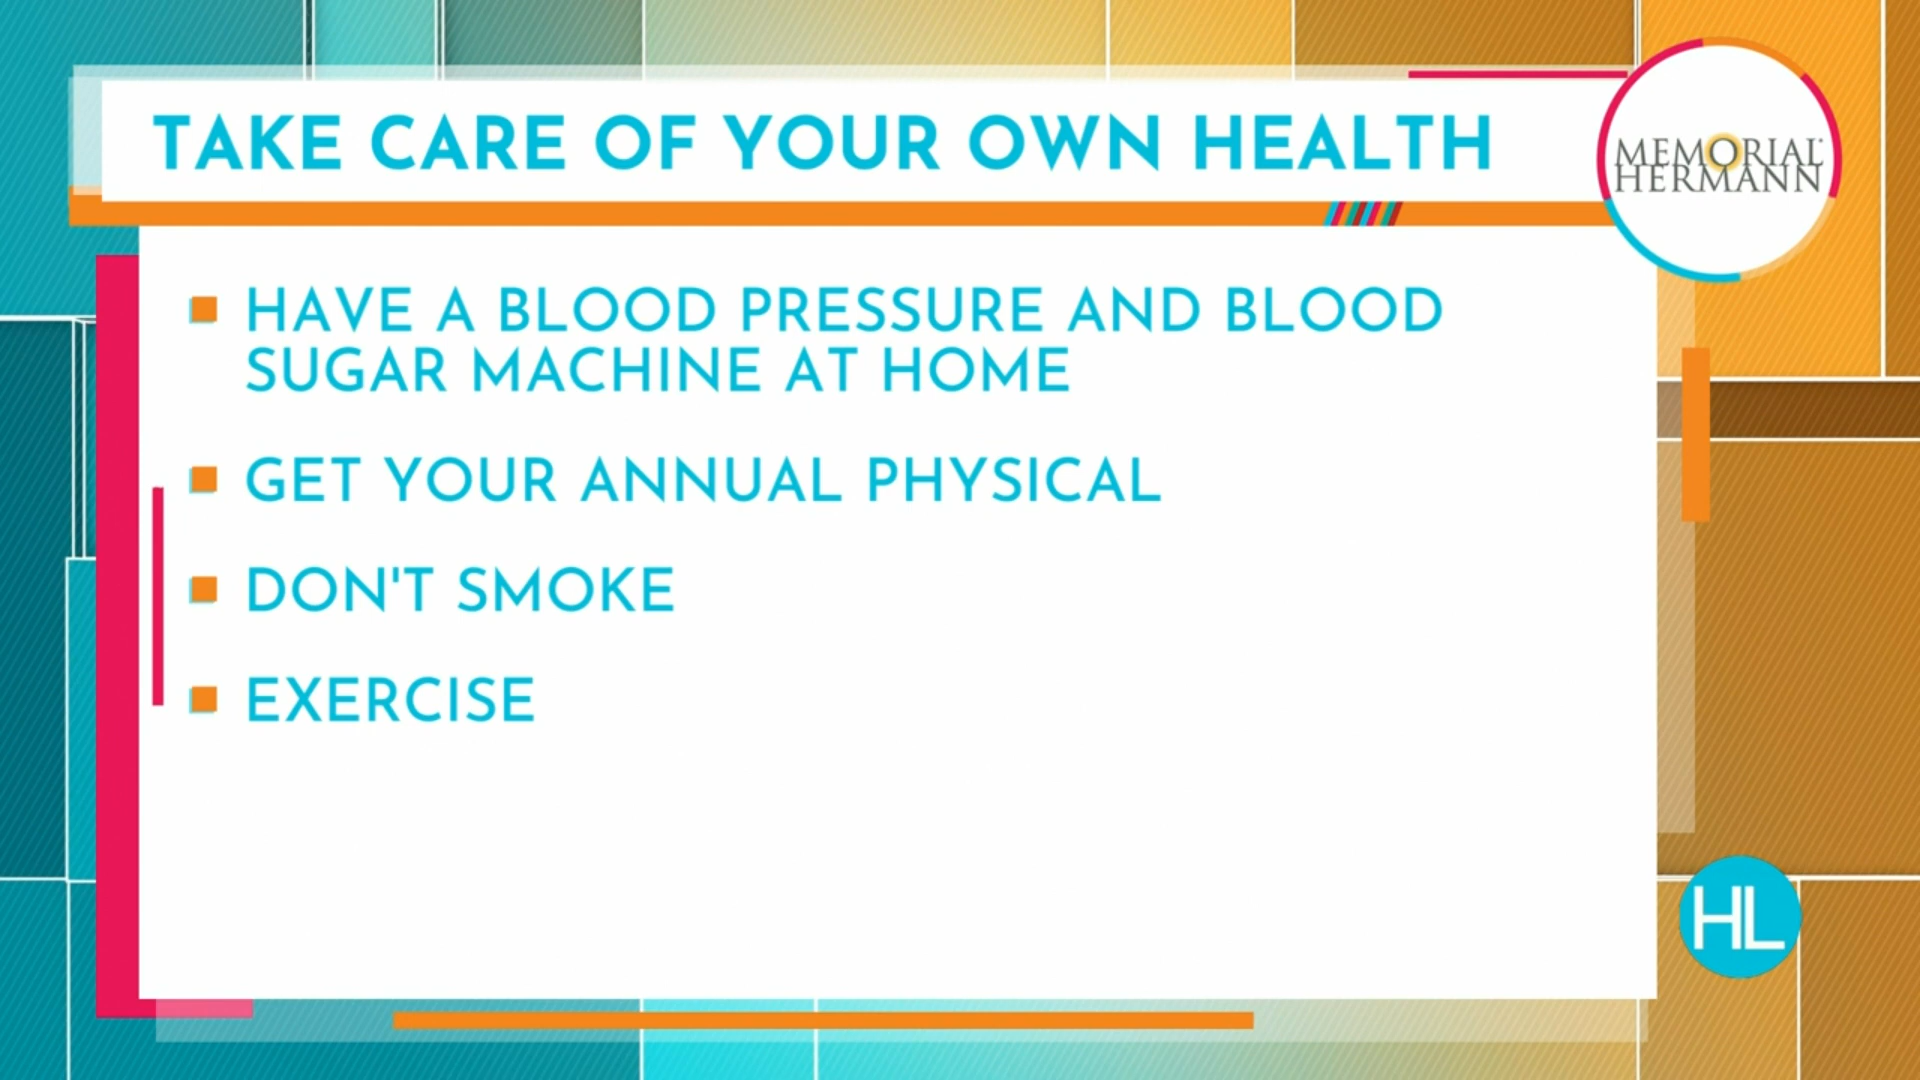 TAKE CARE OF YOUR OWN HEALTH
MEMORIAL
HERMANN
HAVE A BLOOD PRESSURE AND BLOOD
SUGAR MACHINE AT HOME
GET YOUR ANNUAL PHYSICAL
DON'T SMOKE
EXERCISE
HL